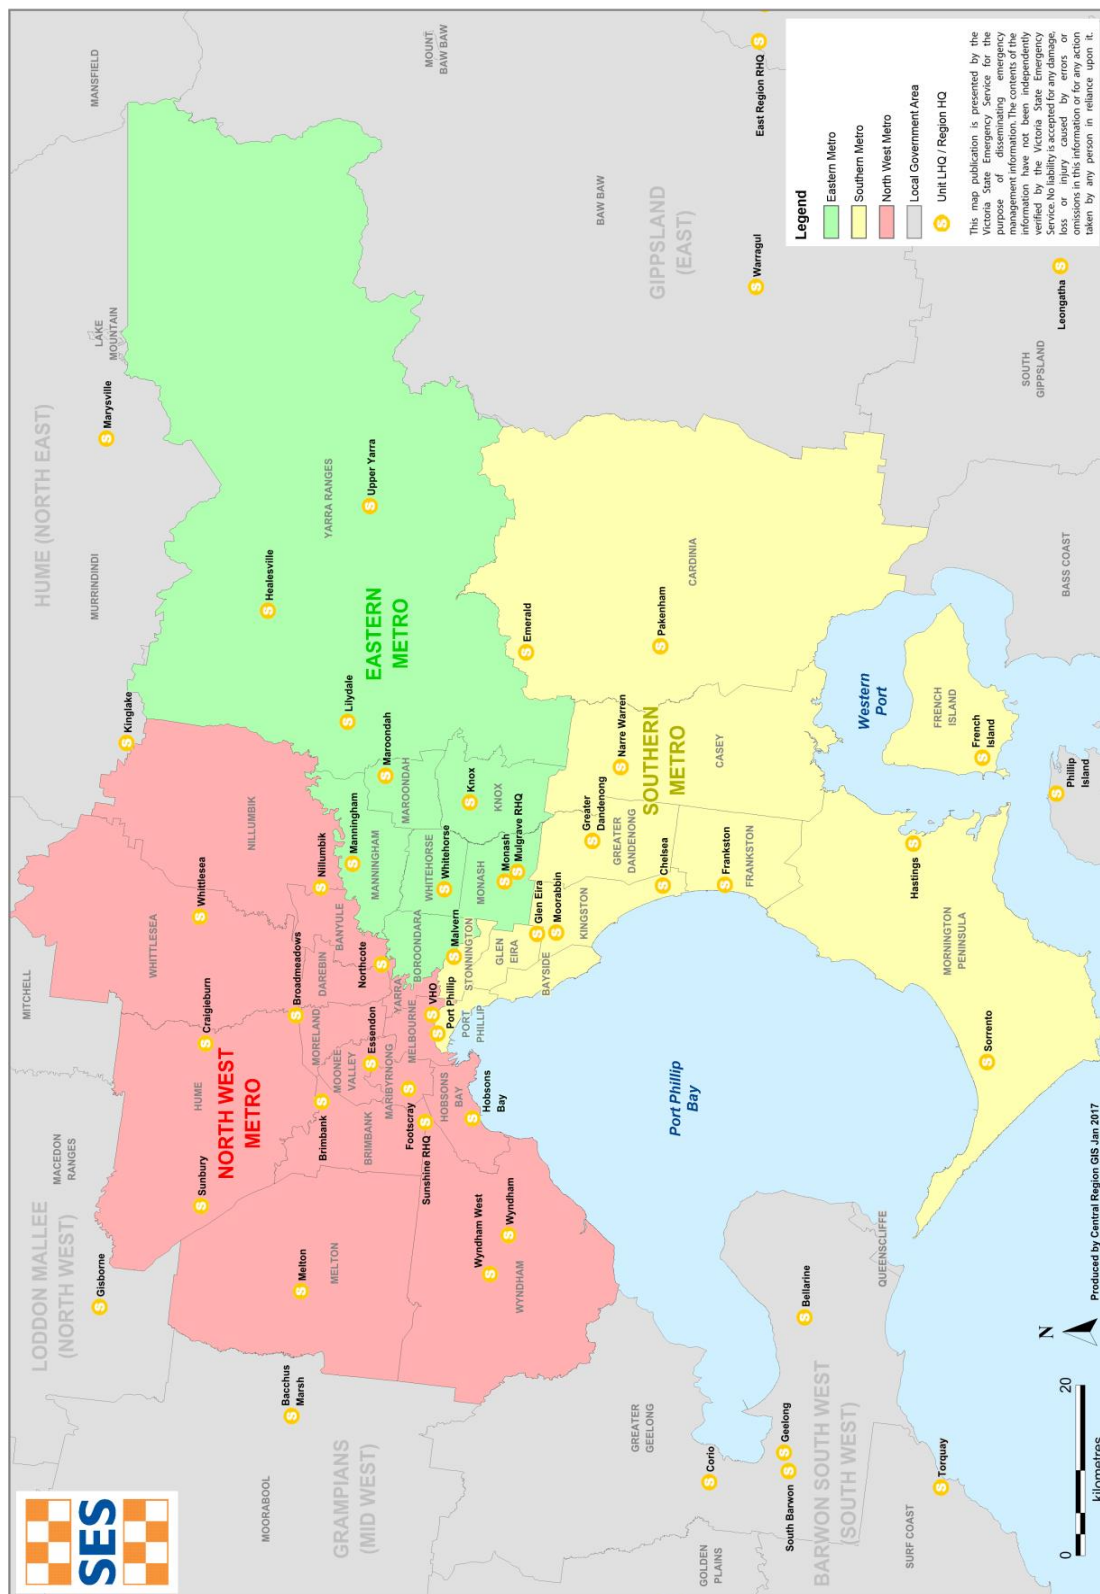 SES
LODDON MALLEE
(NORTH WEST)
MACEDON
RANGES
MITCHELL
HUME (NORTH EAST)
MURRINDINDI
LAKE
MOUNTAIN
MANSFIELD
MOUNT
BAW BAW
Gisborne
Kinglake
Marysville
Sunbury
Craigieburn
Whittlesea
HUME
WHITTLESEA
NILLUMBIK
NORTH WEST
METRO
Healesville
MOORABOOL
Bacchus
Marsh
Melton
MELTON
Brimbank
Broadmeadows
Nillumbik
MORELAND
DAREBIN
BANYULE
Manningham
MANNINGHAM
Lilydale
YARRA RANGES
GRAMPIANS
(MID WEST)
BRIMBANK
MOONEE
VALLEY
Essendon
Northcote
Maroondah
MAROONDAH
EASTERN
METRO
Upper Yarra
MARIBYRNONG
Footscray
Sunshine RHQ
MELBOURNE
YARRA
BOROONDARA
WHITEHORSE
Whitehorse
VHO
Port Phillip
Malvern
HOBSONS
BAY
Hobsons
Bay
PORT
PHILLIP
STONNINGTON
MONASH
Monash
Mulgrave RHQ
Knox
KNOX
Wyndham West
Wyndham
WYNDHAM
GLEN
EIRA
Glen Eira
Moorabbin
BAYSIDE
KINGSTON
Emerald
Greater
Dandenong
GREATER
DANDENONG
Narre Warren
SOUTHERN
METRO
Pakenham
CARDINIA
BAW BAW
GIPPSLAND
(EAST)
GREATER
GEELONG
Port Phillip
Bay
Chelsea
Frankston
FRANKSTON
CASEY
Warragul
East Region RHQ
Corio
GOLDEN
PLAINS
South Barwon
Geelong
Bellarine
BARWON SOUTH WEST
(SOUTH WEST)
QUEENSCLIFFE
SURF COAST
Torquay
Hastings
MORNINGTON
PENINSULA
Sorrento
Western
Port
FRENCH
ISLAND
French
Island
Phillip
Island
BASS COAST
SOUTH
GIPPSLAND
Leongatha
0
20
kilometres
N
Produced by Central Region GIS Jan 2017
Legend
Eastern Metro
Southern Metro
North West Metro
Local Government Area
Unit LHQ / Region HQ
This map publication is presented by the
Victoria State Emergency Service for the
purpose of disseminating emergency
management information. The contents of the
information have not been independently
verified by the Victoria State Emergency
Service. No liability is accepted for any damage,
loss or injury caused by errors or
omissions in this information or for any action
taken by any person in reliance upon it.